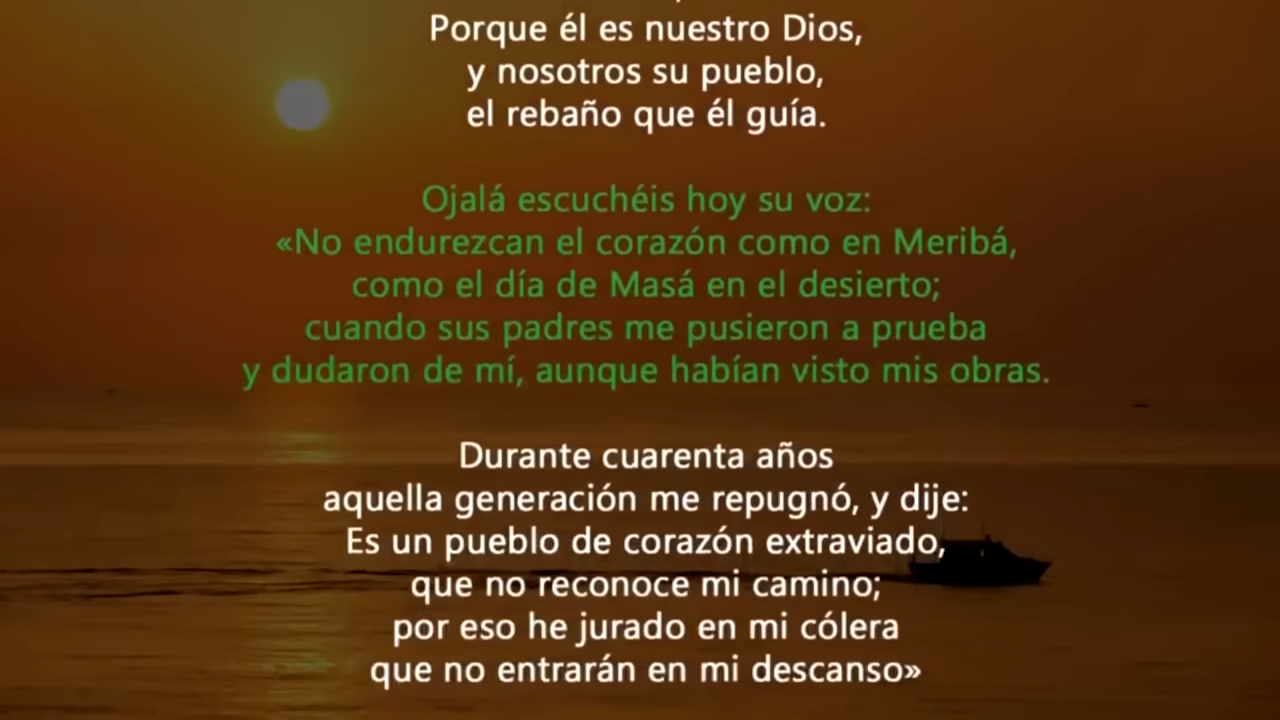 Porque él es nuestro Dios,
y nosotros su pueblo,
el rebaño que él guía.
Ojalá escuchéis hoy su voz:
«No endurezcan el corazón como en Meribá,
como el día de Masá en el desierto;
cuando sus padres me pusieron a prueba
y dudaron de mí, aunque habían visto mis obras.
Durante cuarenta años
aquella generación me repugnó, y dije:
Es un pueblo de corazón extraviado,
que no reconoce mi camino;
por eso he jurado en mi cólera
que no entrarán en mi descanso»